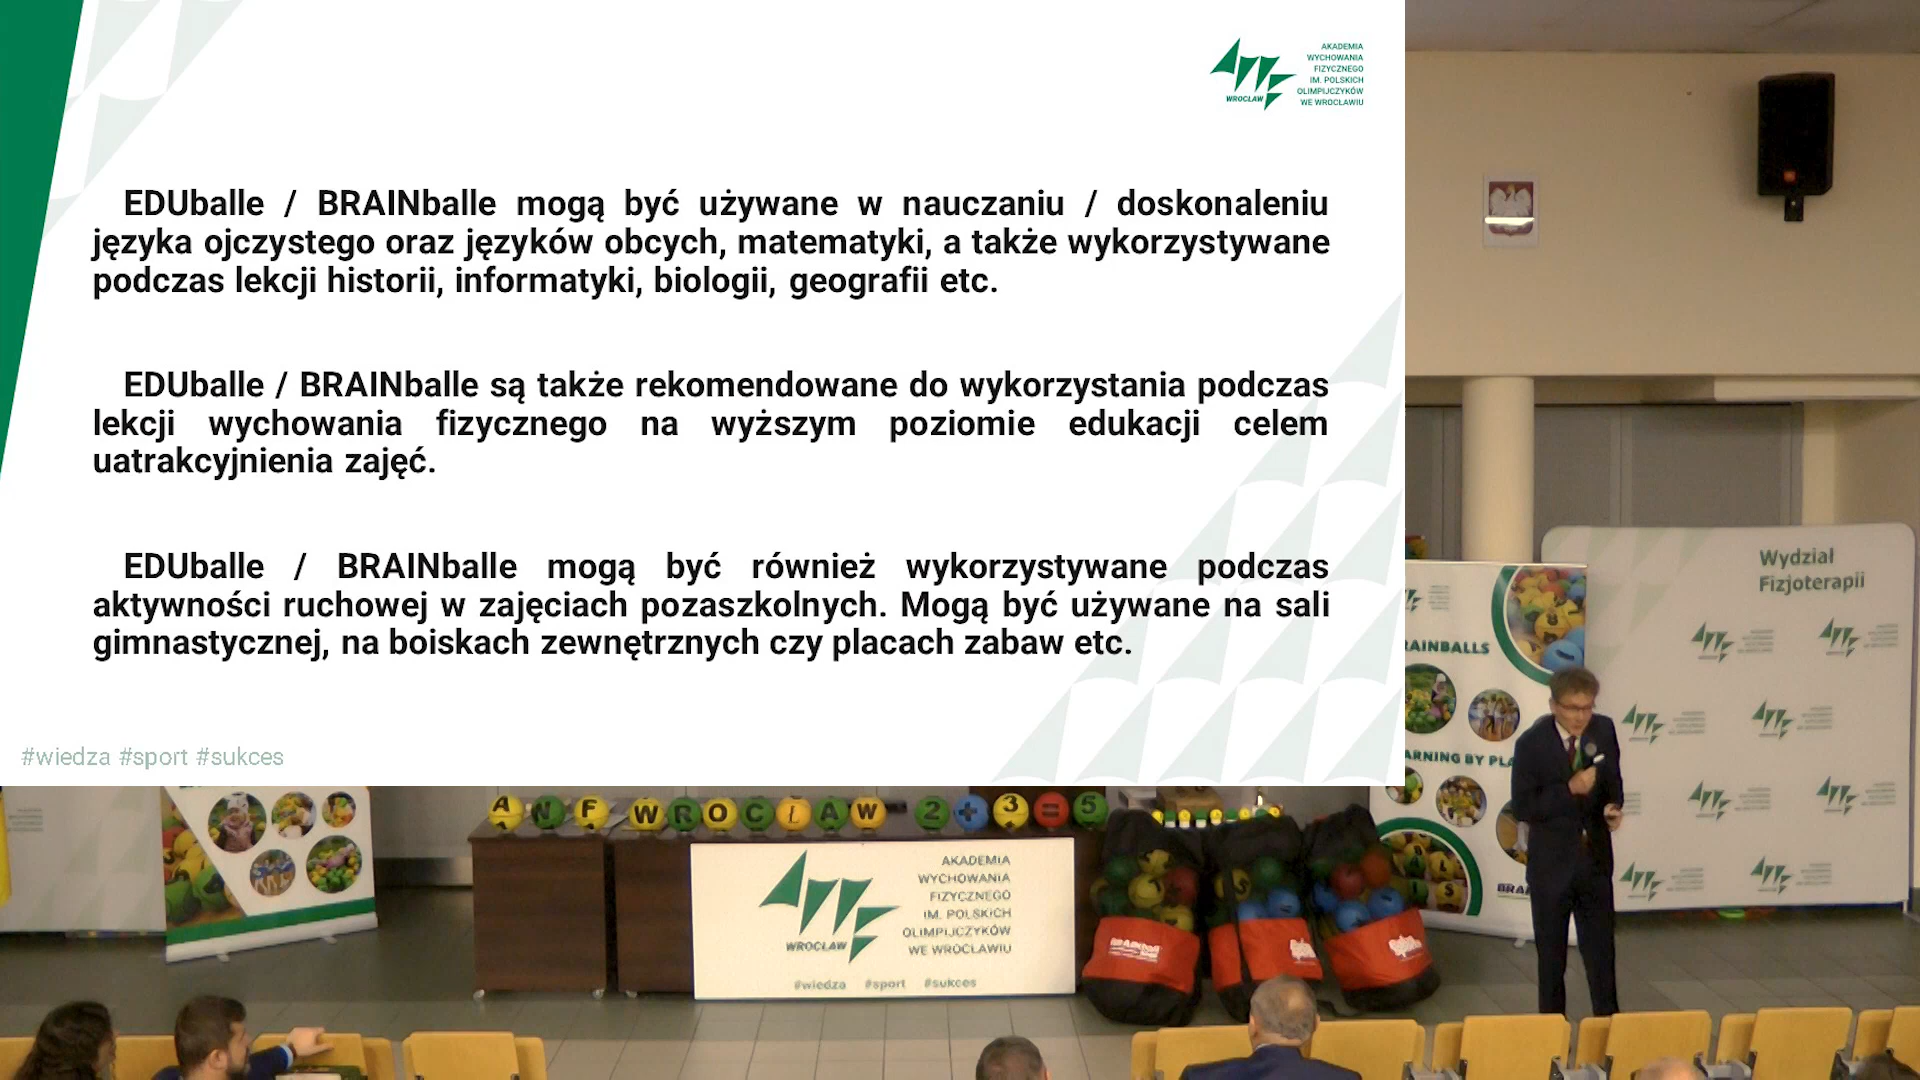 AKADEMIA
WYCHOWANIA
FIZYCZNEGO
IM. POLSKICH
OLIMPIJCZYKÓW
WE WROCŁAWIU
WROCŁAW
EDUballe / BRAINballe mogą być używane w nauczaniu / doskonaleniu
języka ojczystego oraz języków obcych, matematyki, a także wykorzystywane
podczas lekcji historii, informatyki, biologii, geografii etc.
EDUballe / BRAINballe są także rekomendowane do wykorzystania podczas
lekcji wychowania fizycznego na wyższym poziomie edukacji celem
uatrakcyjnienia zajęć.
EDUballe / BRAINballe mogą być również wykorzystywane podczas
aktywności ruchowej w zajęciach pozaszkolnych. Mogą być używane na sali
gimnastycznej, na boiskach zewnętrznych czy placach zabaw etc.
#wiedza #sport #sukces
Wydział
Fizjoterapii
RAINBALLS
ARNING BY PLA
BRAI
A W F WROCŁAW 2+3=5
AKADEMIA
WYCHOWANIA
FIZYCZNEGO
IM. POLSKICH
OLIMPIJCZYKÓW
WE WROCŁAWIU
WROCŁAW
#wiedza #sport #sukces